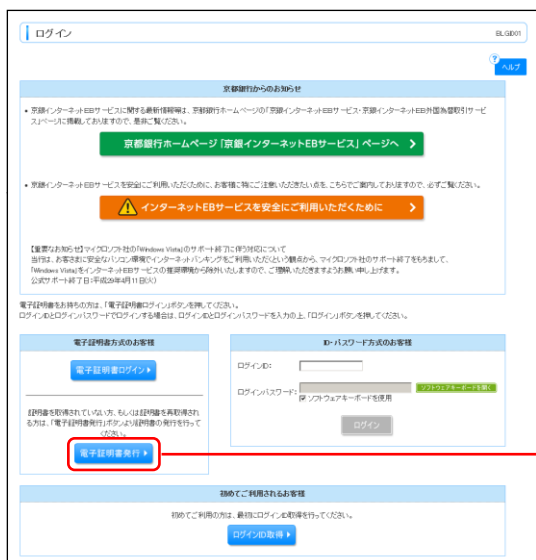 ログイン
BLGI001
?
ヘルプ
京都銀行からのお知らせ
• 京銀インターネットEBサービスに関する最新情報等は、京都銀行ホームページの「京銀インターネットEBサービス・京銀インターネットEB外国為替取引サービ
ス」ページに掲載しておりますので、是非ご覧ください。
京都銀行ホームページ「京銀インターネットEBサービス」ページへ
• 京銀インターネットEBサービスを安全にご利用いただくために、お客様に特にご注意いただきたい点を、こちらでご案内しておりますので、必ずご覧ください。
インターネットEBサービスを安全にご利用いただくために
【重要なお知らせ】マイクロソフト社の「Windows Vista」のサポート終了に伴う対応について
当行は、お客さまに安全なパソコン環境でインターネットバンキングをご利用いただくという観点から、マイクロソフト社のサポート終了をもちまして、
「Windows Vista」をインターネットEBサービスの推奨環境から除外いたしますので、ご理解いただきますようお願い申し上げます。
公式サポート終了日:平成29年4月11日(火)
電子証明書をお持ちの方は、「電子証明書ログイン」ボタンを押してください。
ログインIDとログインパスワードでログインする場合は、ログインIDとログインパスワードを入力の上、「ログイン」ボタンを押してください。
電子証明書方式のお客様
電子証明書ログイン
証明書を取得されていない方、もしくは証明書を再取得され
る方は、「電子証明書発行」ボタンより証明書の発行を行って
ください。
電子証明書発行
ID・パスワード方式のお客様
ログインID:
ログインパスワード:
ソフトウェアキーボードを開く
ソフトウェアキーボードを使用
ログイン
初めてご利用されるお客様
初めてご利用の方は、最初にログインID取得を行ってください。
ログインID取得